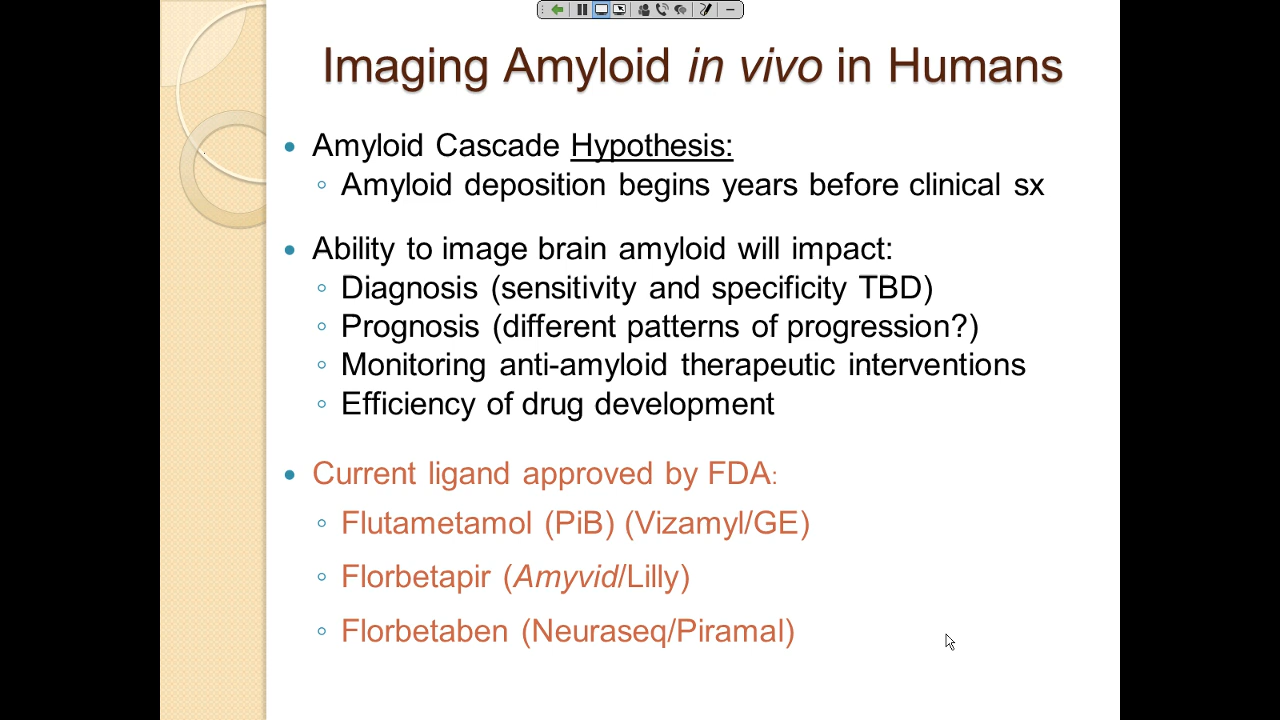 Imaging Amyloid in vivo in Humans
Amyloid Cascade Hypothesis:
Amyloid deposition begins years before clinical sx
Ability to image brain amyloid will impact:
Diagnosis (sensitivity and specificity TBD)
Prognosis (different patterns of progression?)
Monitoring anti-amyloid therapeutic interventions
Efficiency of drug development
Current ligand approved by FDA:
Flutametamol (PiB) (Vizamyl/GE)
Florbetapir (Amyvid/Lilly)
Florbetaben (Neuraseq/Piramal)